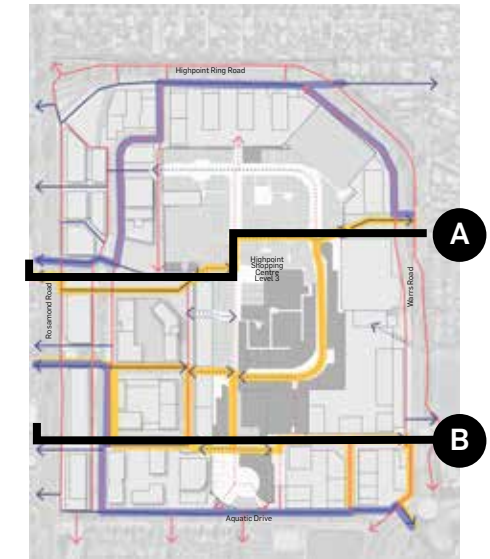 Highpoint Ring Road
A
Highpoint
Shopping
Centre
Level 3
Rosamond Road
Warrs Road
B
Aquatic Drive